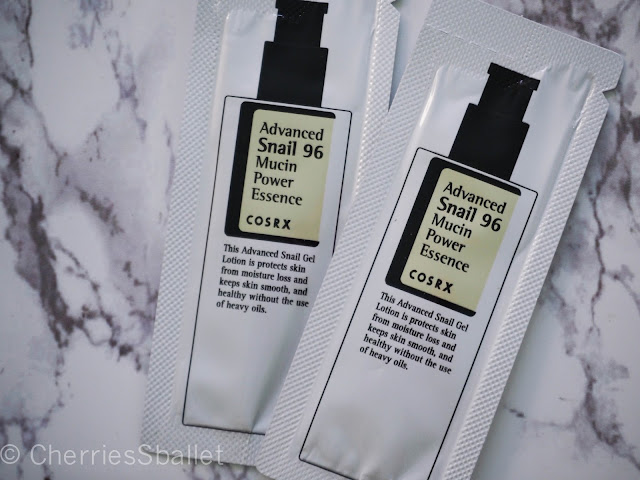 Advanced
Snail 96
Mucin
Power
Essence
COSRX
This Advanced Snail Gel
Lotion is protects skin
from moisture loss and
keeps skin smooth, and
healthy without the use
of heavy oils.
Advanced
Snail 96
Mucin
Power
Essence
COSRX
This Advanced Snail Gel
Lotion is protects skin
from moisture loss and
keeps skin smooth, and
healthy without the use
of heavy oils.
© CherriesSballet